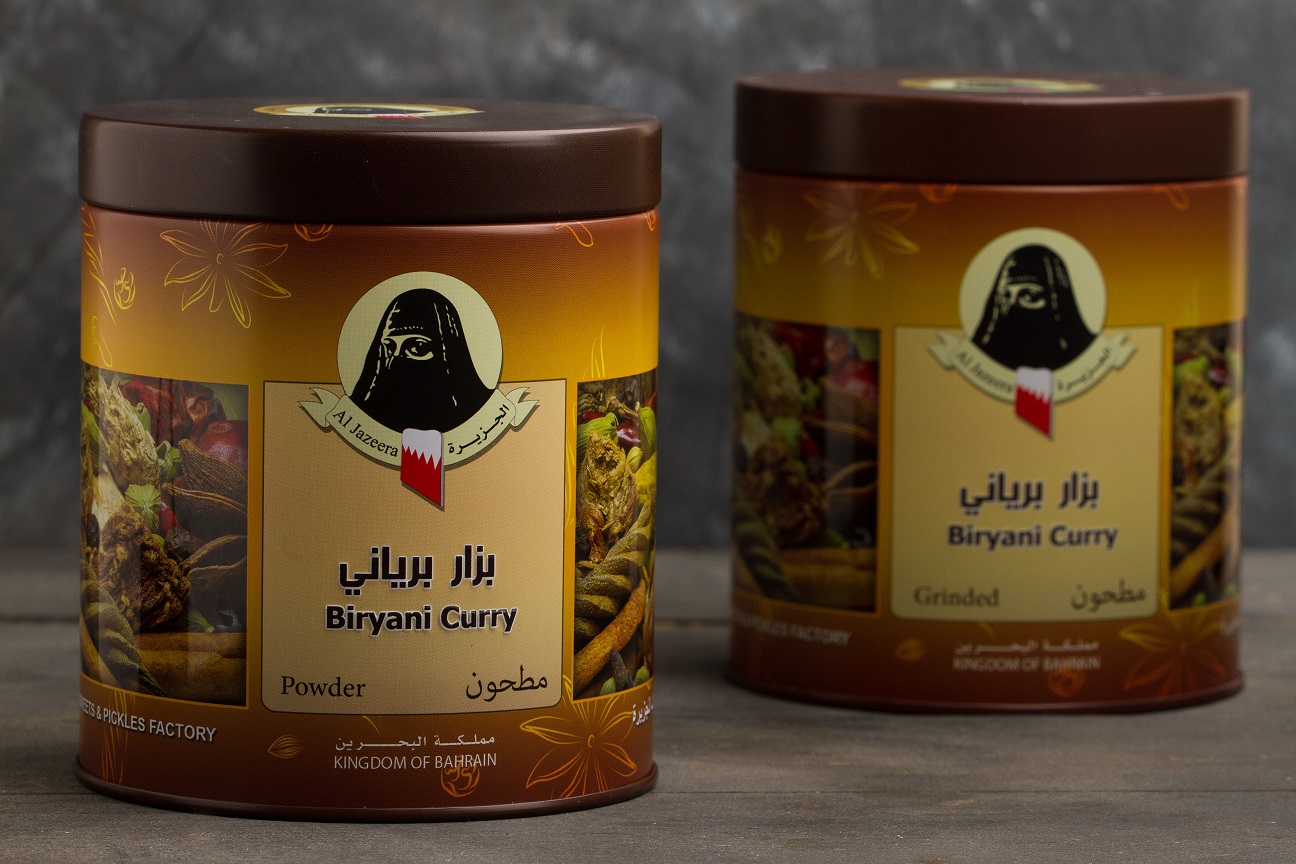 Al Jazeera الجزيرة
بزار برياني
Biryani Curry
Powder مطحون
EETS & PICKLES FACTORY
مملكة البحرين
KINGDOM OF BAHRAIN
Al Jazeera الجزيرة
بزار برياني
Biryani Curry
Grinded مطحون
& PICKLES FACTORY
مملكة البحرين
KINGDOM OF BAHRAIN